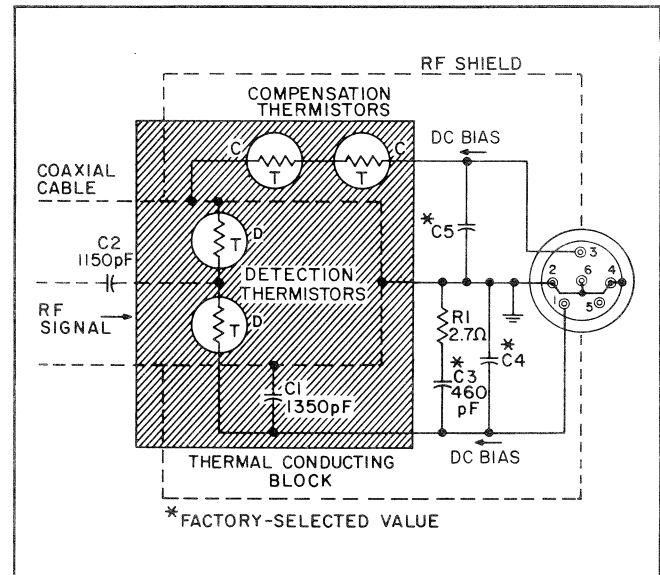 RF SHIELD
COMPENSATION
THERMISTORS
DC BIAS
C
C
T
T
COAXIAL
CABLE
*C5
C2
1150pF
D
T
DETECTION
THERMISTORS
3
2
6
4
1
5
RF
SIGNAL
T
D
R1
2.7Ω
*C4
*C3
460
pF
C1
1350pF
DC BIAS
THERMAL CONDUCTING
BLOCK
*FACTORY-SELECTED VALUE